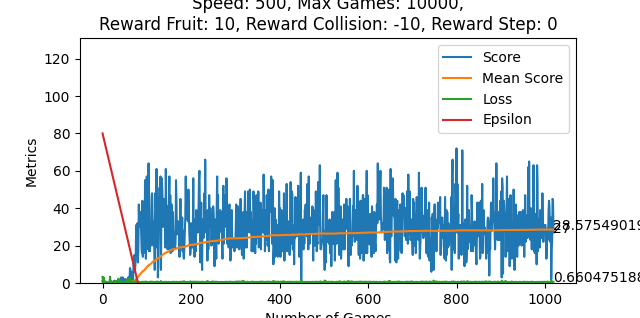 Speed: 500, Max Games: 10000,
Reward Fruit: 10, Reward Collision: -10, Reward Step: 0
Score
Mean Score
Loss
Epsilon
Metrics
120
100
80
60
40
20
0
28.57549019
27
0.660475188
0 200 400 600 800 1000
Number of Games